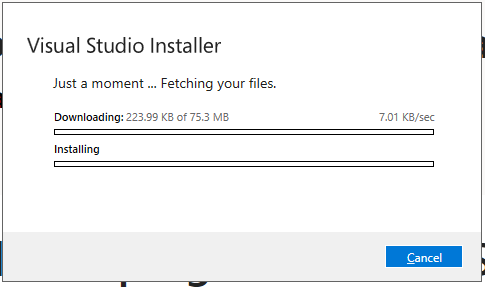 Visual Studio Installer
Just a moment ... Fetching your files.
Downloading: 223.99 KB of 75.3 MB 7.01 KB/sec
Installing
Cancel